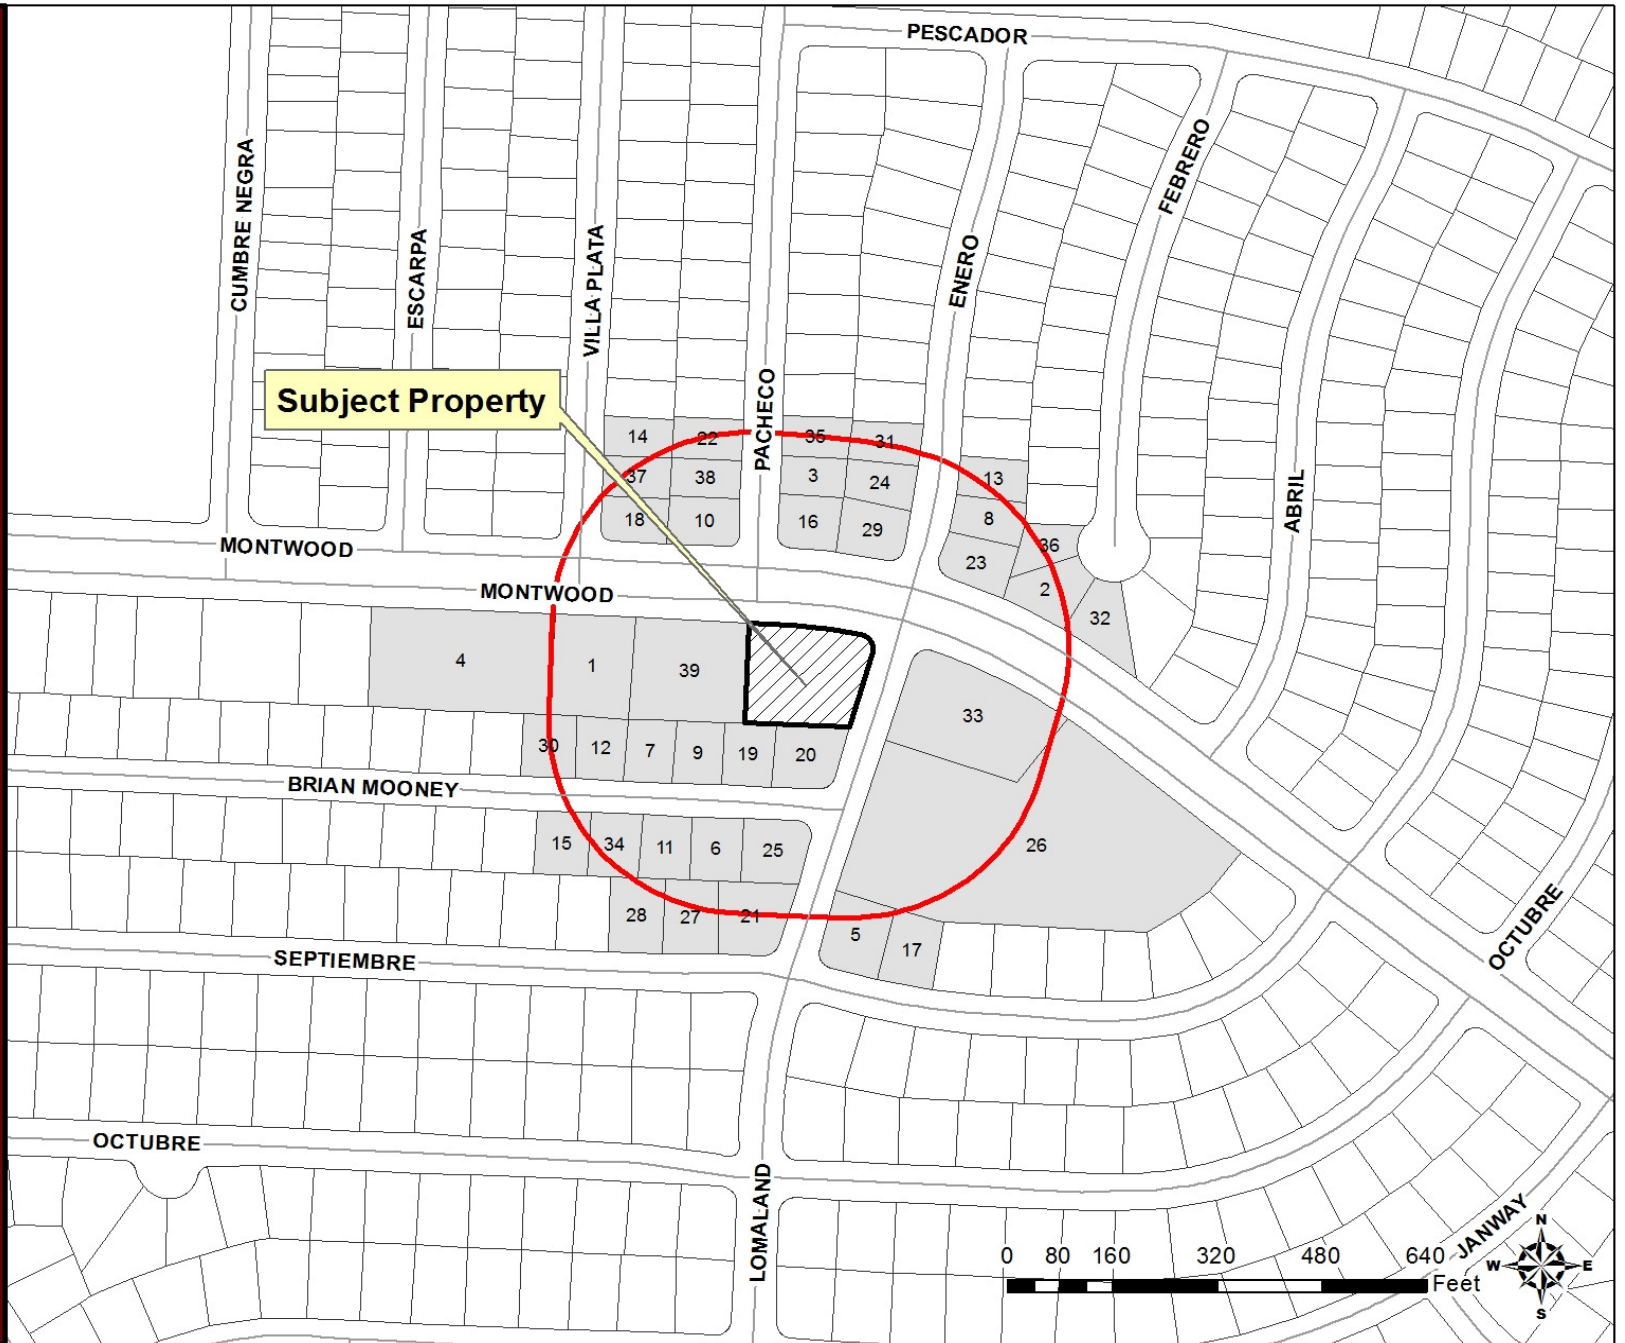 PESCADOR
CUMBRE NEGRA
ESCARPA
VILLA PLATA
PACHECO
ENERO
FEBRERO
ABRIL
Subject Property
14 22 35 31
37 38 3 24 13
18 10 16 29 8
23 36
2
32
MONTWOOD
MONTWOOD
4 1 39
33
30 12 7 9 19 20
BRIAN MOONEY
15 34 11 6 25
26
28 27 21
5 17
SEPTIEMBRE
OCTUBRE
OCTUBRE
LOMALAND
JANWAY
0 80 160 320 480 640
Feet
N
W E
S